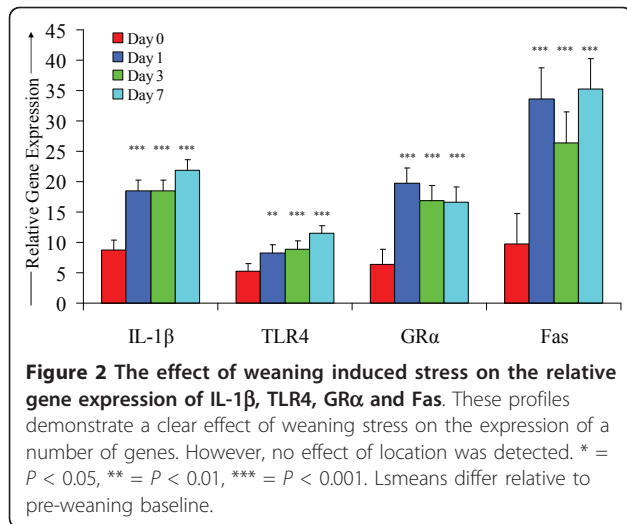 Relative Gene Expression
45
40
35
30
25
20
15
10
5
0
Day 0
Day 1
Day 3
Day 7
*** *** ***
** *** ***
*** *** ***
*** *** ***
IL-1β TLR4 GRα Fas
Figure 2 The effect of weaning induced stress on the relative
gene expression of IL-1β, TLR4, GRα and Fas. These profiles
demonstrate a clear effect of weaning stress on the expression of a
number of genes. However, no effect of location was detected. * =
P < 0.05, ** = P < 0.01, *** = P < 0.001. Lsmeans differ relative to
pre-weaning baseline.